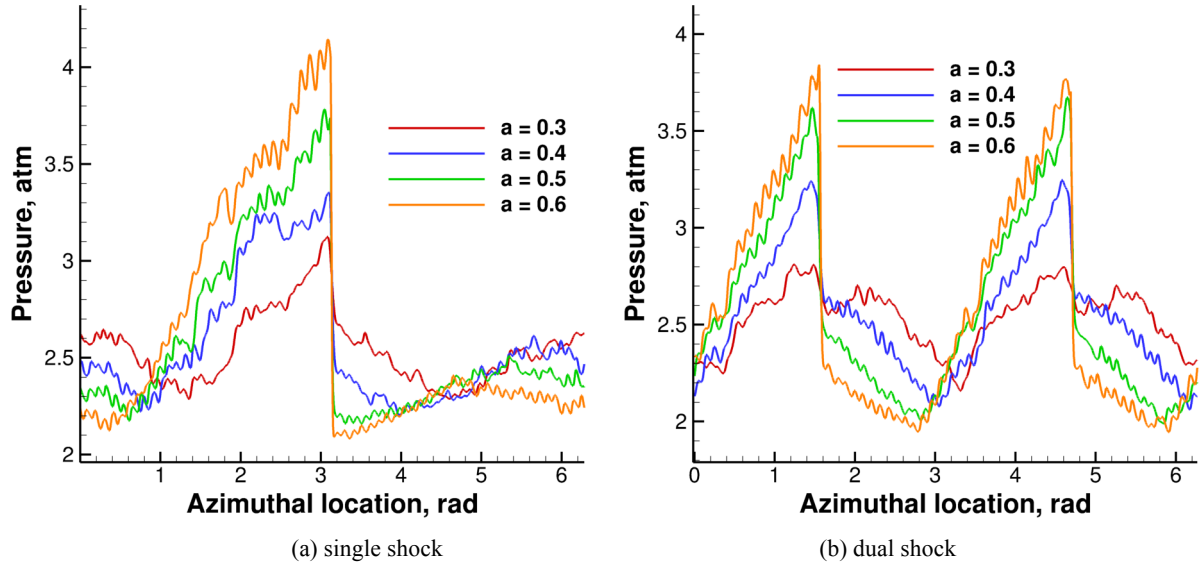 4
3.5
3
2.5
2
Pressure, atm
1
2
3
4
5
6
Azimuthal location, rad
a = 0.3
a = 0.4
a = 0.5
a = 0.6
(a) single shock
4
3.5
3
2.5
2
Pressure, atm
0
1
2
3
4
5
6
Azimuthal location, rad
a = 0.3
a = 0.4
a = 0.5
a = 0.6
(b) dual shock